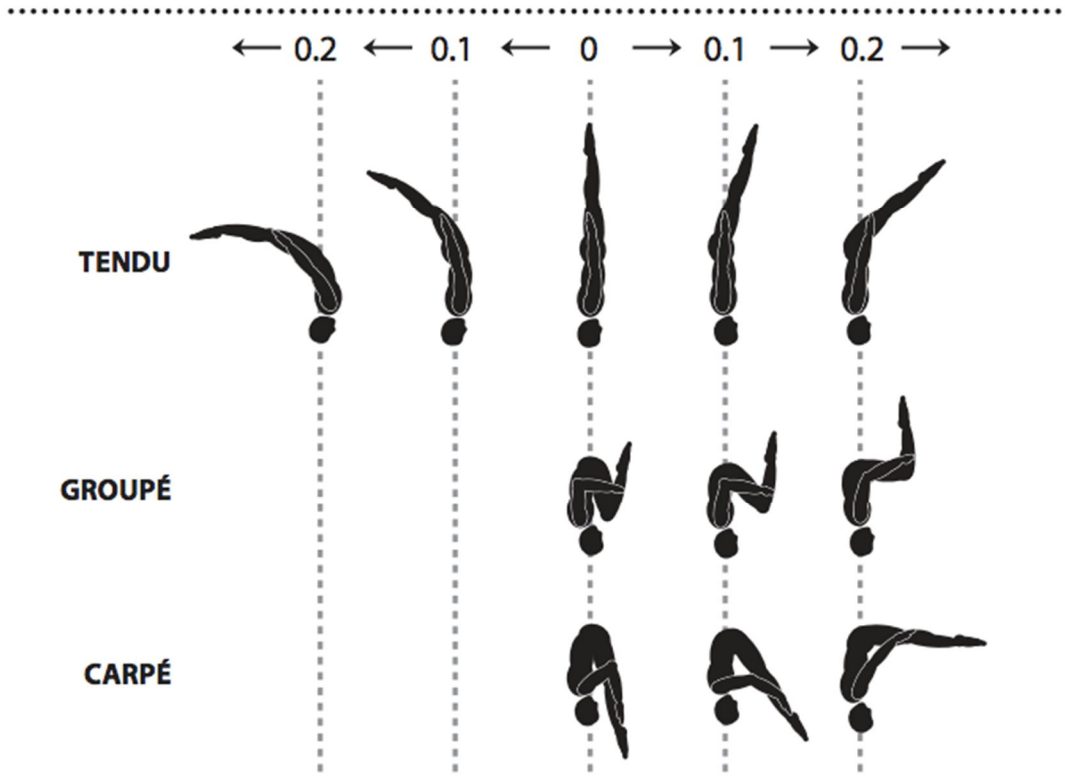 ← 0.2 ← 0.1 ← 0 → 0.1 → 0.2 →
TENDU
GROUPÉ
CARPÉ